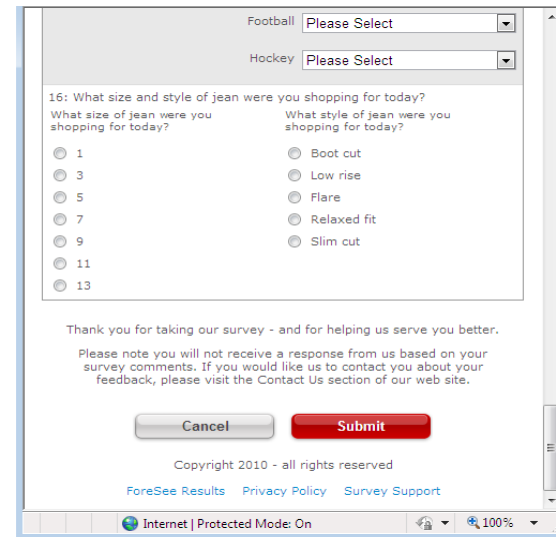 Football Please Select
Hockey Please Select
16: What size and style of jean were you shopping for today?
What size of jean were you
shopping for today?
1
3
5
7
9
11
13
What style of jean were you
shopping for today?
Boot cut
Low rise
Flare
Relaxed fit
Slim cut
Thank you for taking our survey - and for helping us serve you better.
Please note you will not receive a response from us based on your
survey comments. If you would like us to contact you about your
feedback, please visit the Contact Us section of our web site.
Cancel Submit
Copyright 2010 - all rights reserved
ForeSee Results Privacy Policy Survey Support
Internet | Protected Mode: On 100%